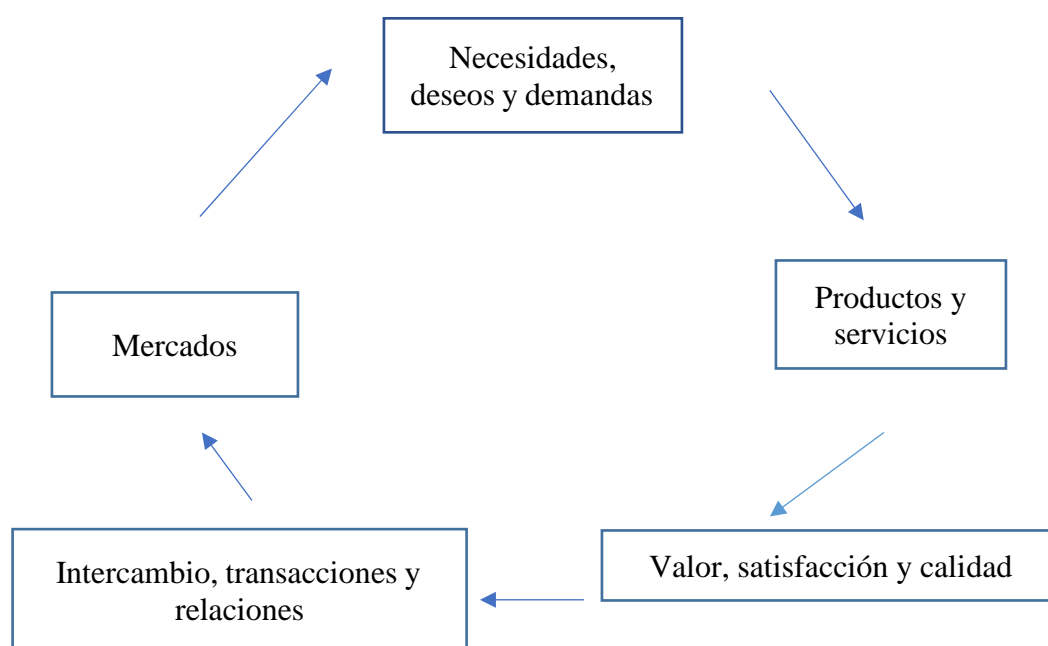 Necesidades,
deseos y demandas
Productos y
servicios
Mercados
Valor, satisfacción y calidad
Intercambio, transacciones y
relaciones